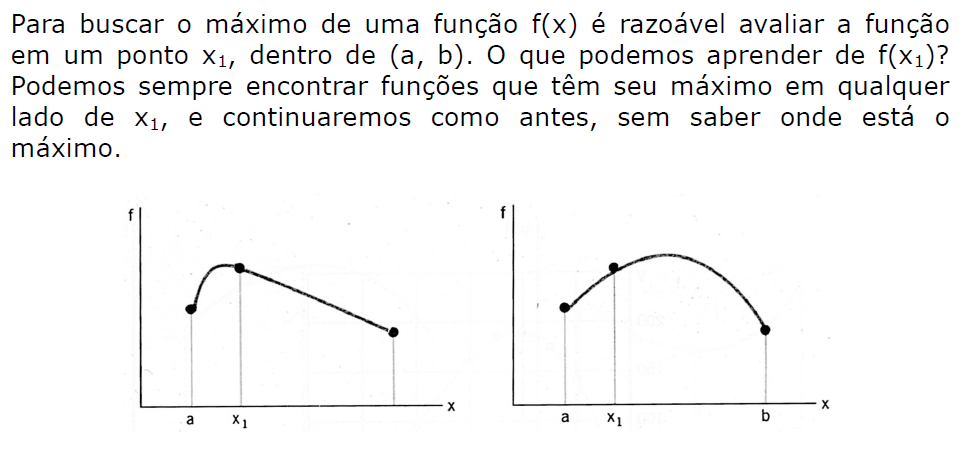 Para buscar o máximo de uma função f(x) é razoável avaliar a função
em um ponto x₁, dentro de (a, b). O que podemos aprender de f(x₁)?
Podemos sempre encontrar funções que têm seu máximo em qualquer
lado de x₁, e continuaremos como antes, sem saber onde está o
máximo.
f
a
x₁
x
f
a
x₁
b
x